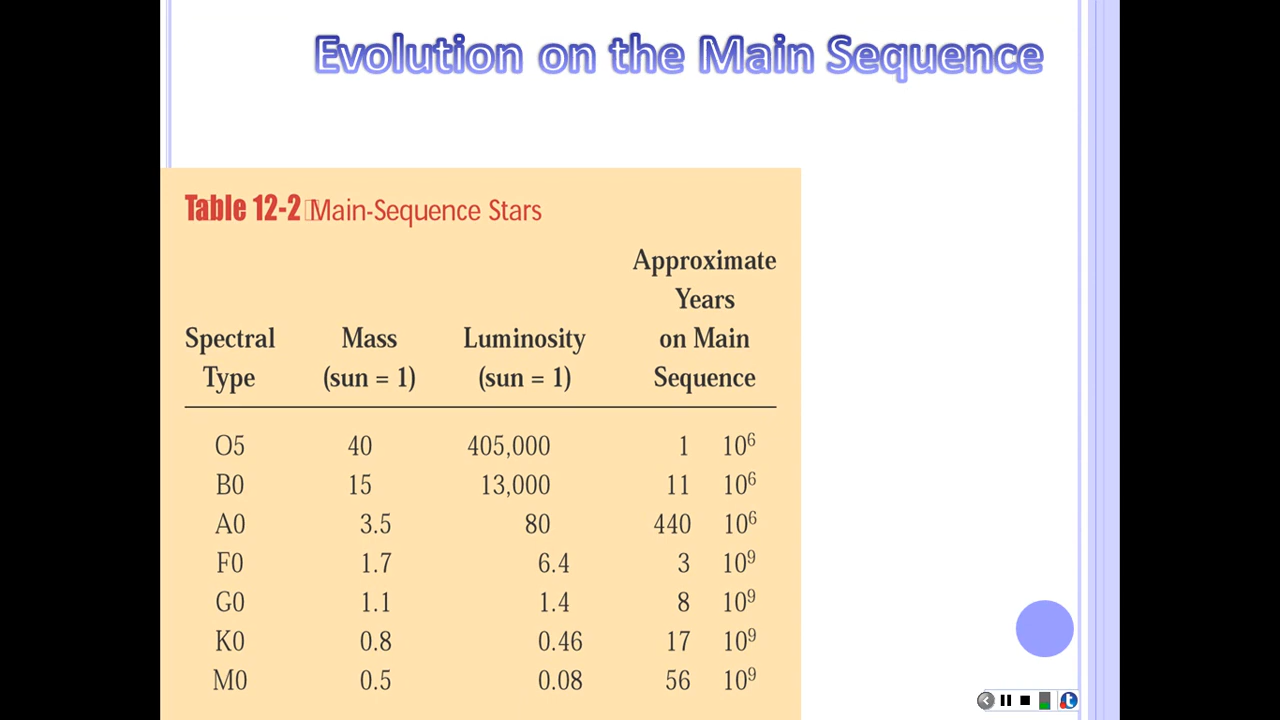 Evolution on the Main Sequence
Table 12-2 Main-Sequence Stars
Approximate
Years
Spectral Mass Luminosity on Main
Type (sun = 1) (sun = 1) Sequence
O5 40 405,000 1 10⁶
B0 15 13,000 11 10⁶
A0 3.5 80 440 10⁶
F0 1.7 6.4 3 10⁹
G0 1.1 1.4 8 10⁹
K0 0.8 0.46 17 10⁹
M0 0.5 0.08 56 10⁹
t